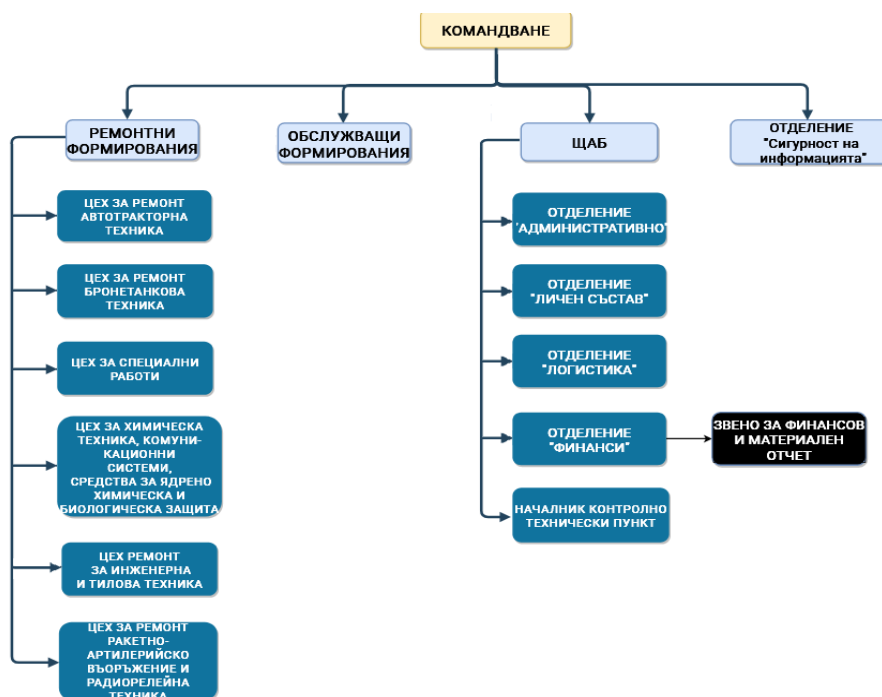 КОМАНДВАНЕ
РЕМОНТНИ
ФОРМИРОВАНИЯ
ОБСЛУЖВАЩИ
ФОРМИРОВАНИЯ
ЩАБ
ОТДЕЛЕНИЕ
"Сигурност на
информацията"
ЦЕХ ЗА РЕМОНТ
АВТОТРАКТОРНА
ТЕХНИКА
ЦЕХ ЗА РЕМОНТ
БРОНЕТАНКОВА
ТЕХНИКА
ЦЕХ ЗА СПЕЦИАЛНИ
РАБОТИ
ЦЕХ ЗА ХИМИЧЕСКА
ТЕХНИКА, КОМУНИ-
КАЦИОННИ
СИСТЕМИ,
СРЕДСТВА ЗА ЯДРЕНО
ХИМИЧЕСКА И
БИОЛОГИЧЕСКА ЗАЩИТА
ЦЕХ РЕМОНТ
ЗА ИНЖЕНЕРНА
И ТИЛОВА ТЕХНИКА
ЦЕХ ЗА РЕМОНТ
РАКЕТНО-
АРТИЛЕРИЙСКО
ВЪОРЪЖЕНИЕ И
РАДИОРЕЛЕЙНА
ТЕХНИКА
ОТДЕЛЕНИЕ
"АДМИНИСТРАТИВНО"
ОТДЕЛЕНИЕ
"ЛИЧЕН СЪСТАВ"
ОТДЕЛЕНИЕ
"ЛОГИСТИКА"
ОТДЕЛЕНИЕ
"ФИНАНСИ"
ЗВЕНО ЗА ФИНАНСОВ
И МАТЕРИАЛЕН
ОТЧЕТ
НАЧАЛНИК КОНТРОЛНО
ТЕХНИЧЕСКИ ПУНКТ